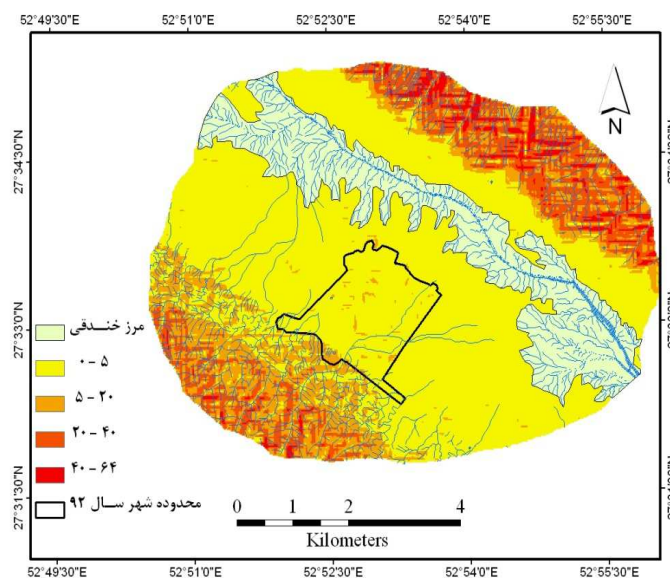 52°49'30"E 52°51'0"E 52°52'30"E 52°54'0"E 52°55'30"E
N
27°34'30"N
27°33'0"N
27°31'30"N
مرز خندقی
۰ - ۵
۵ - ۲۰
۲۰ - ۴۰
۴۰ - ۶۴
محدوده شهر سال ۹۲
0 1 2 4
Kilometers
52°49'30"E 52°51'0"E 52°52'30"E 52°54'0"E 52°55'30"E